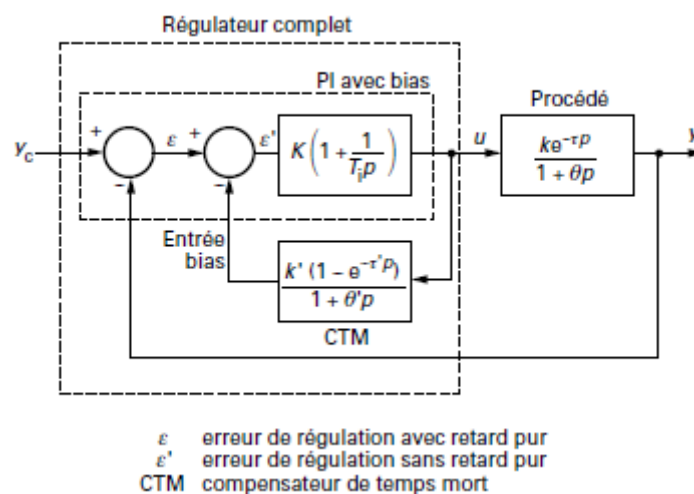 Régulateur complet
PI avec bias
Procédé
+
y_c
-
ε
+
-
ε'
K(1 + 1/(T_i p))
u
ke^{-τp}/(1 + θp)
y
Entrée
bias
k' (1 – e^{-τ'p})/(1 + θ'p)
CTM
ε erreur de régulation avec retard pur
ε' erreur de régulation sans retard pur
CTM compensateur de temps mort